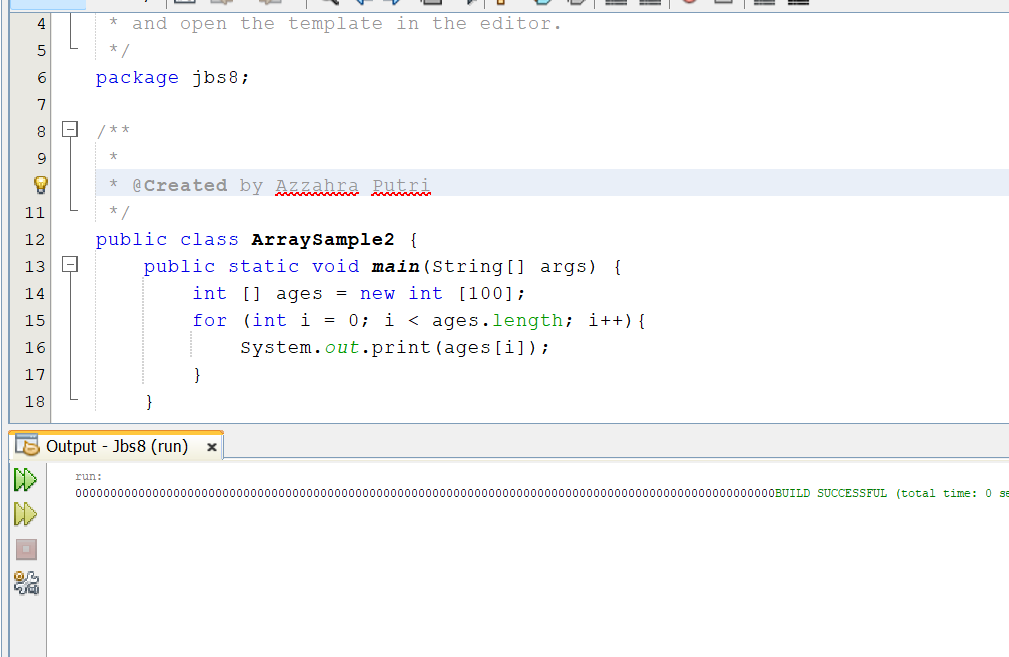 4 * and open the template in the editor.
5 */
6 package jbs8;
7
8 /**
9 *
* @Created by Azzahra Putri
11 */
12 public class ArraySample2 {
13 public static void main(String[] args) {
14 int [] ages = new int [100];
15 for (int i = 0; i < ages.length; i++){
16 System.out.print(ages[i]);
17 }
18 }
Output - Jbs8 (run)
run:
0000000000000000000000000000000000000000000000000000000000000000000000000000000000000000000000000000BUILD SUCCESSFUL (total time: 0 se